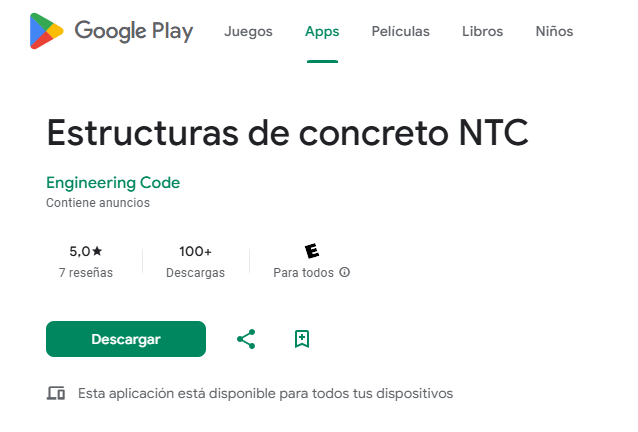 Google Play Juegos Apps Películas Libros Niños
Estructuras de concreto NTC
Engineering Code
Contiene anuncios
5,0★ 100+ E
7 reseñas Descargas Para todos
Descargar
Esta aplicación está disponible para todos tus dispositivos